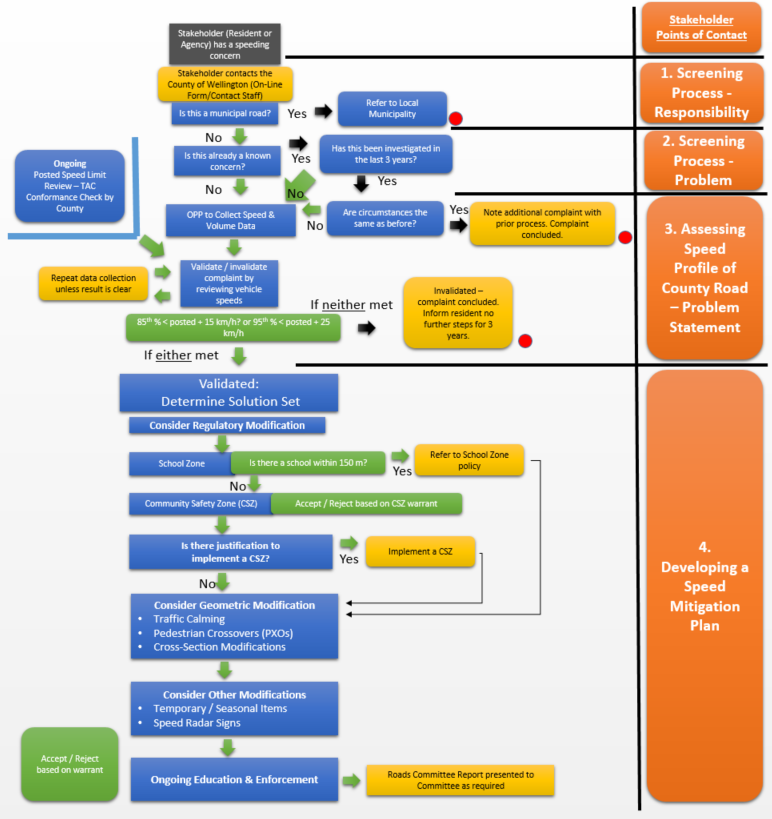 Stakeholder (Resident or
Agency) has a speeding
concern
Stakeholder
Points of Contact
Stakeholder contacts the
County of Wellington (On-Line
Form/Contact Staff)
1. Screening
Process -
Responsibility
Is this a municipal road?
Yes
Refer to Local
Municipality
No
2. Screening
Process -
Problem
Is this already a known
concern?
Yes
Has this been investigated in
the last 3 years?
Yes
No
No
Ongoing
Posted Speed Limit
Review – TAC
Conformance Check by
County
OPP to Collect Speed &
Volume Data
No
Are circumstances the
same as before?
Yes
Note additional complaint with
prior process. Complaint
concluded.
3. Assessing
Speed
Profile of
County Road
– Problem
Statement
Repeat data collection
unless result is clear
Validate / invalidate
complaint by
reviewing vehicle
speeds
If neither met
Invalidated –
complaint concluded.
Inform resident no
further steps for 3
years.
85th % < posted + 15 km/h? or 95th % < posted + 25
km/h
If either met
Validated:
Determine Solution Set
Consider Regulatory Modification
School Zone
Is there a school within 150 m?
Yes
Refer to School Zone
policy
No
Community Safety Zone (CSZ)
Accept / Reject based on CSZ warrant
Is there justification to
implement a CSZ?
Yes
Implement a CSZ
No
4.
Developing a
Speed
Mitigation
Plan
Consider Geometric Modification
• Traffic Calming
• Pedestrian Crossovers (PXOs)
• Cross-Section Modifications
Consider Other Modifications
• Temporary / Seasonal Items
• Speed Radar Signs
Accept / Reject
based on warrant
Ongoing Education & Enforcement
Roads Committee Report presented to
Committee as required